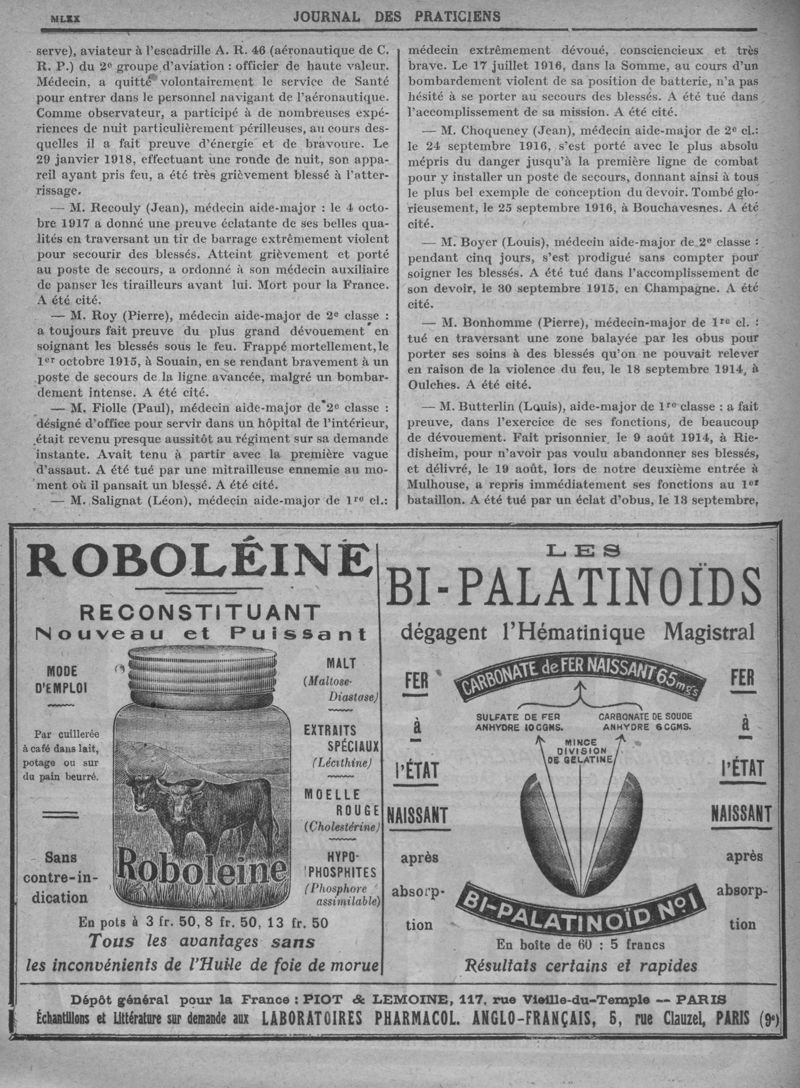 MLXX
JOURNAL DES PRATICIENS
serve), aviateur à l'escadrille A. R. 46 (aéronautique de C.
R. P.) du 2e groupe d'aviation : officier de haute valeur.
Médecin, a quitté volontairement le service de Santé
pour entrer dans le personnel navigant de l'aéronautique.
Comme observateur, a participé à de nombreuses expé-
riences de nuit particulièrement périlleuses, au cours des-
quelles il a fait preuve d'énergie et de bravoure. Le
29 janvier 1918, effectuant une ronde de nuit, son appa-
reil ayant pris feu, a été très grièvement blessé à l'atter-
rissage.
— M. Recouly (Jean), médecin aide-major : le 4 octo-
bre 1917 a donné une preuve éclatante de ses belles qua-
lités en traversant un tir de barrage extrêmement violent
pour secourir des blessés. Atteint grièvement et porté
au poste de secours, a ordonné à son médecin auxiliaire
de panser les tirailleurs avant lui. Mort pour la France.
A été cité.
— M. Roy (Pierre), médecin aide-major de 2e classe :
a toujours fait preuve du plus grand dévouement en
soignant les blessés sous le feu. Frappé mortellement, le
1er octobre 1915, à Souain, en se rendant bravement à un
poste de secours de la ligne avancée, malgré un bombar-
dement intense. A été cité.
— M. Fiolle (Paul), médecin aide-major de 2e classe :
désigné d'office pour servir dans un hôpital de l'intérieur,
était revenu presque aussitôt au régiment sur sa demande
instante. Avait tenu à partir avec la première vague
d'assaut. A été tué par une mitrailleuse ennemie au mo-
ment où il pansait un blessé. A été cité.
— M. Salignat (Léon), médecin aide-major de 1re cl.:
médecin extrêmement dévoué, consciencieux et très
brave. Le 17 juillet 1916, dans la Somme, au cours d'un
bombardement violent de sa position de batterie, n'a pas
hésité à se porter au secours des blessés. A été tué dans
l'accomplissement de sa mission. A été cité.
— M. Choqueney (Jean), médecin aide-major de 2e cl.:
le 24 septembre 1916, s'est porté avec le plus absolu
mépris du danger jusqu'à la première ligne de combat
pour y installer un poste de secours, donnant ainsi à tous
le plus bel exemple de conception du devoir. Tombé glo-
rieusement, le 25 septembre 1916, à Bouchavesnes. A été
cité.
— M. Boyer (Louis), médecin aide-major de 2e classe :
pendant cinq jours, s'est prodigué sans compter pour
soigner les blessés. A été tué dans l'accomplissement de
son devoir, le 30 septembre 1915, en Champagne. A été
cité.
— M. Bonhomme (Pierre), médecin-major de 1re cl. :
tué en traversant une zone balayée par les obus pour
porter ses soins à des blessés qu'on ne pouvait relever
en raison de la violence du feu, le 18 septembre 1914, à
Oulches. A été cité.
— M. Butterlin (Louis), aide-major de 1re classe : a fait
preuve, dans l'exercice de ses fonctions, de beaucoup
de dévouement. Fait prisonnier le 9 août 1914, à Rie-
disheim, pour n'avoir pas voulu abandonner ses blessés,
et délivré, le 19 août, lors de notre deuxième entrée à
Mulhouse, a repris immédiatement ses fonctions au 1er
bataillon. A été tué par un éclat d'obus, le 13 septembre,
ROBOLÉINE
RECONSTITUANT
Nouveau et Puissant
MODE
D'EMPLOI
Par cuillerée
à café dans lait,
potage ou sur
du pain beurré.
Sans
contre-in-
dication
Roboleine
MALT
(Maltose-
Diastase)
EXTRAITS
SPÉCIAUX
(Lécithine)
MOELLE
ROUGE
(Cholestérine)
HYPO-
PHOSPHITES
(Phosphore
assimilable)
En pots à 3 fr. 50, 8 fr. 50, 13 fr. 50
Tous les avantages sans
les inconvénients de l'Huile de foie de morue
LES
BI-PALATINOÏDS
dégagent l'Hématinique Magistral
FER
à
l'ÉTAT
NAISSANT
après
absorp-
tion
CARBONATE de FER NAISSANT 65 mgs
SULFATE DE FER
ANHYDRE 10 CGMS.
CARBONATE DE SOUDE
ANHYDRE 6 CGMS.
MINCE
DIVISION
DE GELATINE
BI-PALATINOÏD No 1
FER
à
l'ÉTAT
NAISSANT
après
absorp-
tion
En boîte de 60 : 5 francs
Résultats certains et rapides
Dépôt général pour la France : PIOT & LEMOINE, 117, rue Vieille-du-Temple — PARIS
Échantillons et Littérature sur demande aux LABORATOIRES PHARMACOL. ANGLO-FRANÇAIS, 5, rue Clauzel, PARIS (9e)